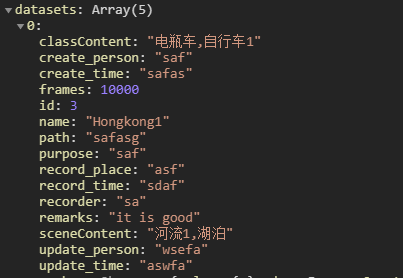 datasets: Array(5)
0:
classContent: "电瓶车,自行车1"
create_person: "saf"
create_time: "safas"
frames: 10000
id: 3
name: "Hongkong1"
path: "safasg"
purpose: "saf"
record_place: "asf"
record_time: "sdaf"
recorder: "sa"
remarks: "it is good"
sceneContent: "河流1,湖泊"
update_person: "wsefa"
update_time: "aswfa"